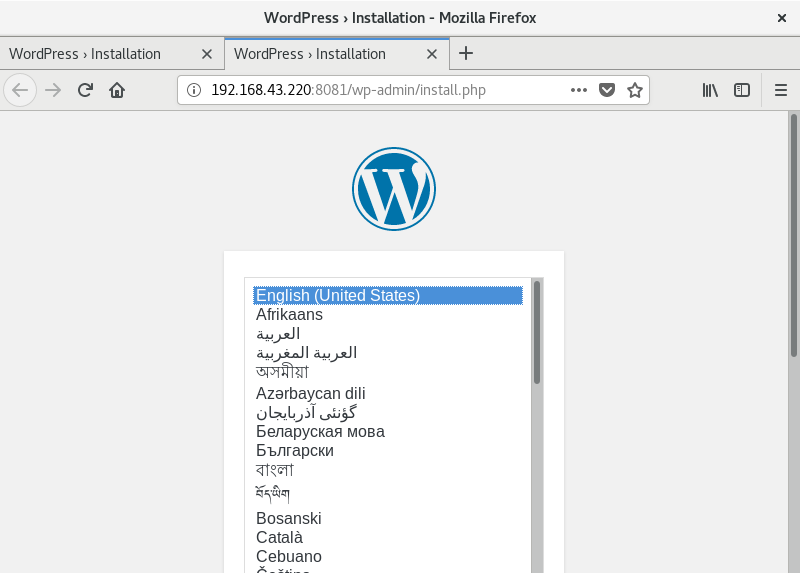 WordPress › Installation - Mozilla Firefox
WordPress › Installation
WordPress › Installation
192.168.43.220:8081/wp-admin/install.php
English (United States)
Afrikaans
العربية
العربية المغربية
অসমীয়া
Azərbaycan dili
گؤنئی آذربایجان
Беларуская мова
Български
বাংলা
བོད་ཡིག
Bosanski
Català
Cebuano
Čeština